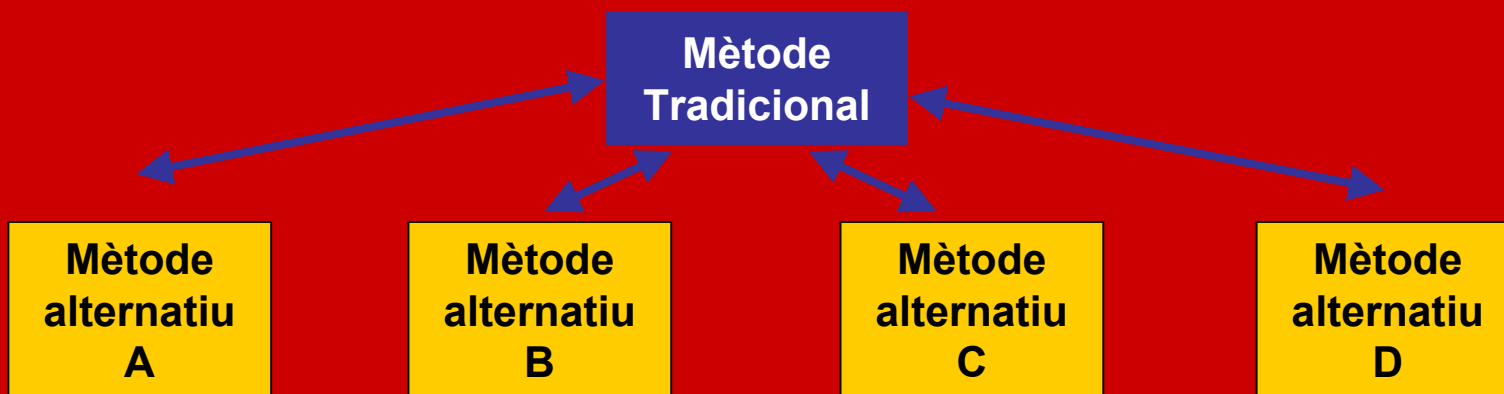 Mètode
Tradicional
Mètode
alternatiu
A
Mètode
alternatiu
B
Mètode
alternatiu
C
Mètode
alternatiu
D